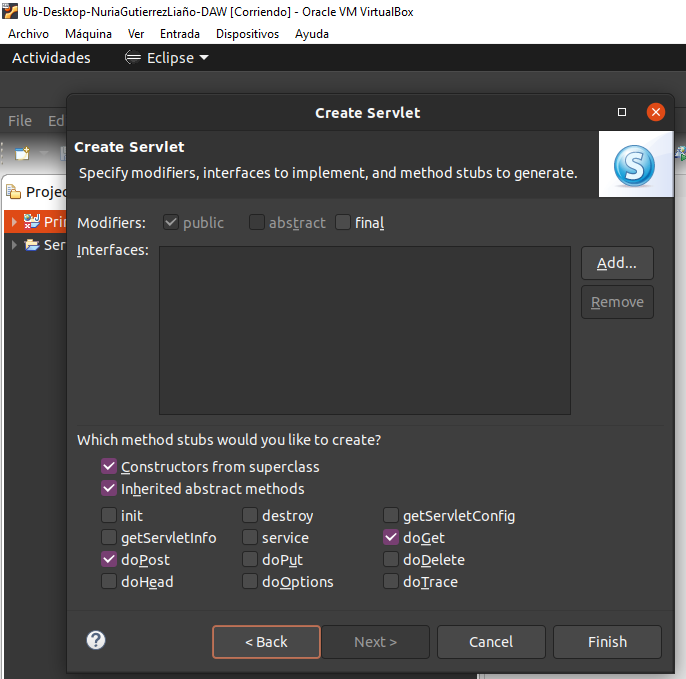 Ub-Desktop-NuriaGutierrezLiaño-DAW [Corriendo] - Oracle VM VirtualBox
Archivo Máquina Ver Entrada Dispositivos Ayuda
Actividades Eclipse
File Ed
Create Servlet
Create Servlet
Specify modifiers, interfaces to implement, and method stubs to generate.
S
Projec
Modifiers: public abstract final
Prin
Ser
Interfaces:
Add...
Remove
Which method stubs would you like to create?
Constructors from superclass
Inherited abstract methods
init destroy getServletConfig
getServletInfo service doGet
doPost doPut doDelete
doHead doOptions doTrace
? < Back Next > Cancel Finish